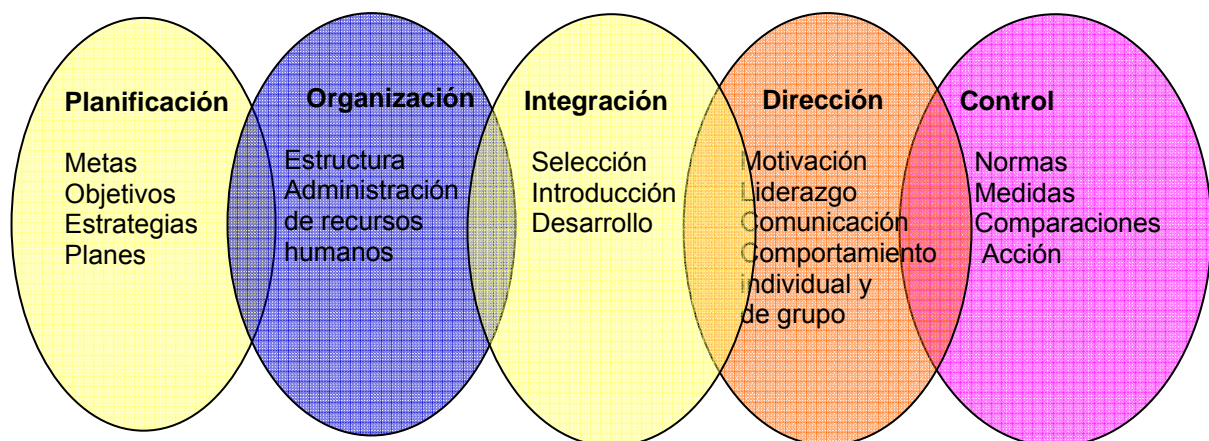 Planificación
Metas
Objetivos
Estrategias
Planes
Organización
Estructura
Administración
de recursos
humanos
Integración
Selección
Introducción
Desarrollo
Dirección
Motivación
Liderazgo
Comunicación
Comportamiento
individual y
de grupo
Control
Normas
Medidas
Comparaciones
Acción